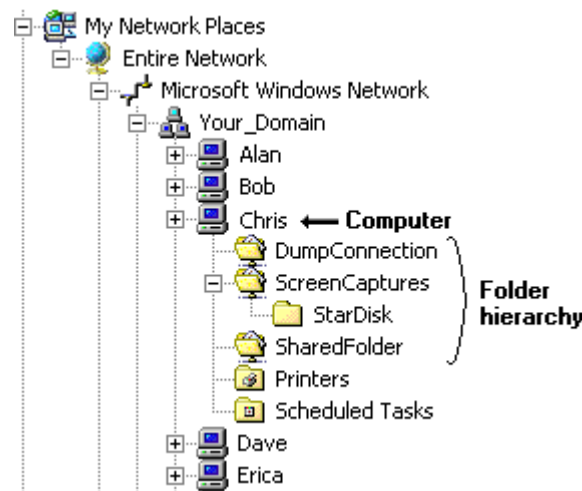 My Network Places
Entire Network
Microsoft Windows Network
Your_Domain
Alan
Bob
Chris Computer
DumpConnection
ScreenCaptures
StarDisk
SharedFolder
Folder
hierarchy
Printers
Scheduled Tasks
Dave
Erica